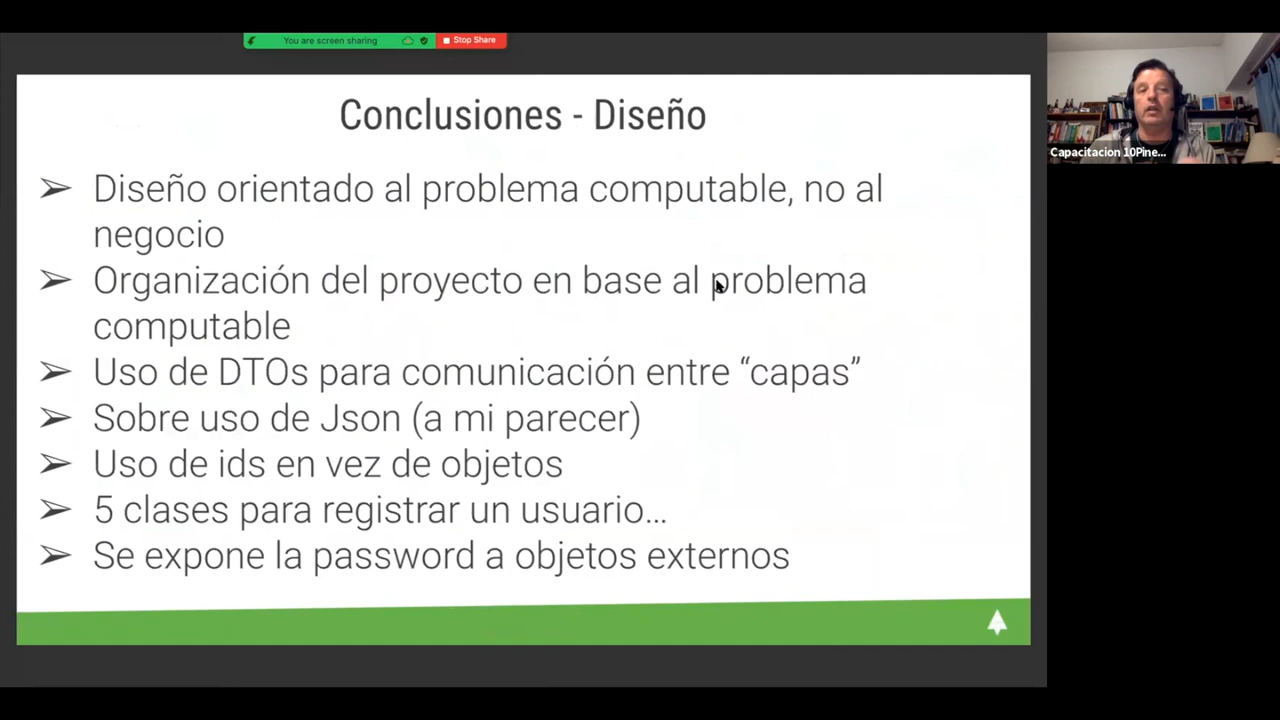 You are screen sharing
Stop Share
Conclusiones - Diseño
➢ Diseño orientado al problema computable, no al
negocio
➢ Organización del proyecto en base al problema
computable
➢ Uso de DTOs para comunicación entre “capas”
➢ Sobre uso de Json (a mi parecer)
➢ Uso de ids en vez de objetos
➢ 5 clases para registrar un usuario...
➢ Se expone la password a objetos externos
Capacitacion 10Pine...